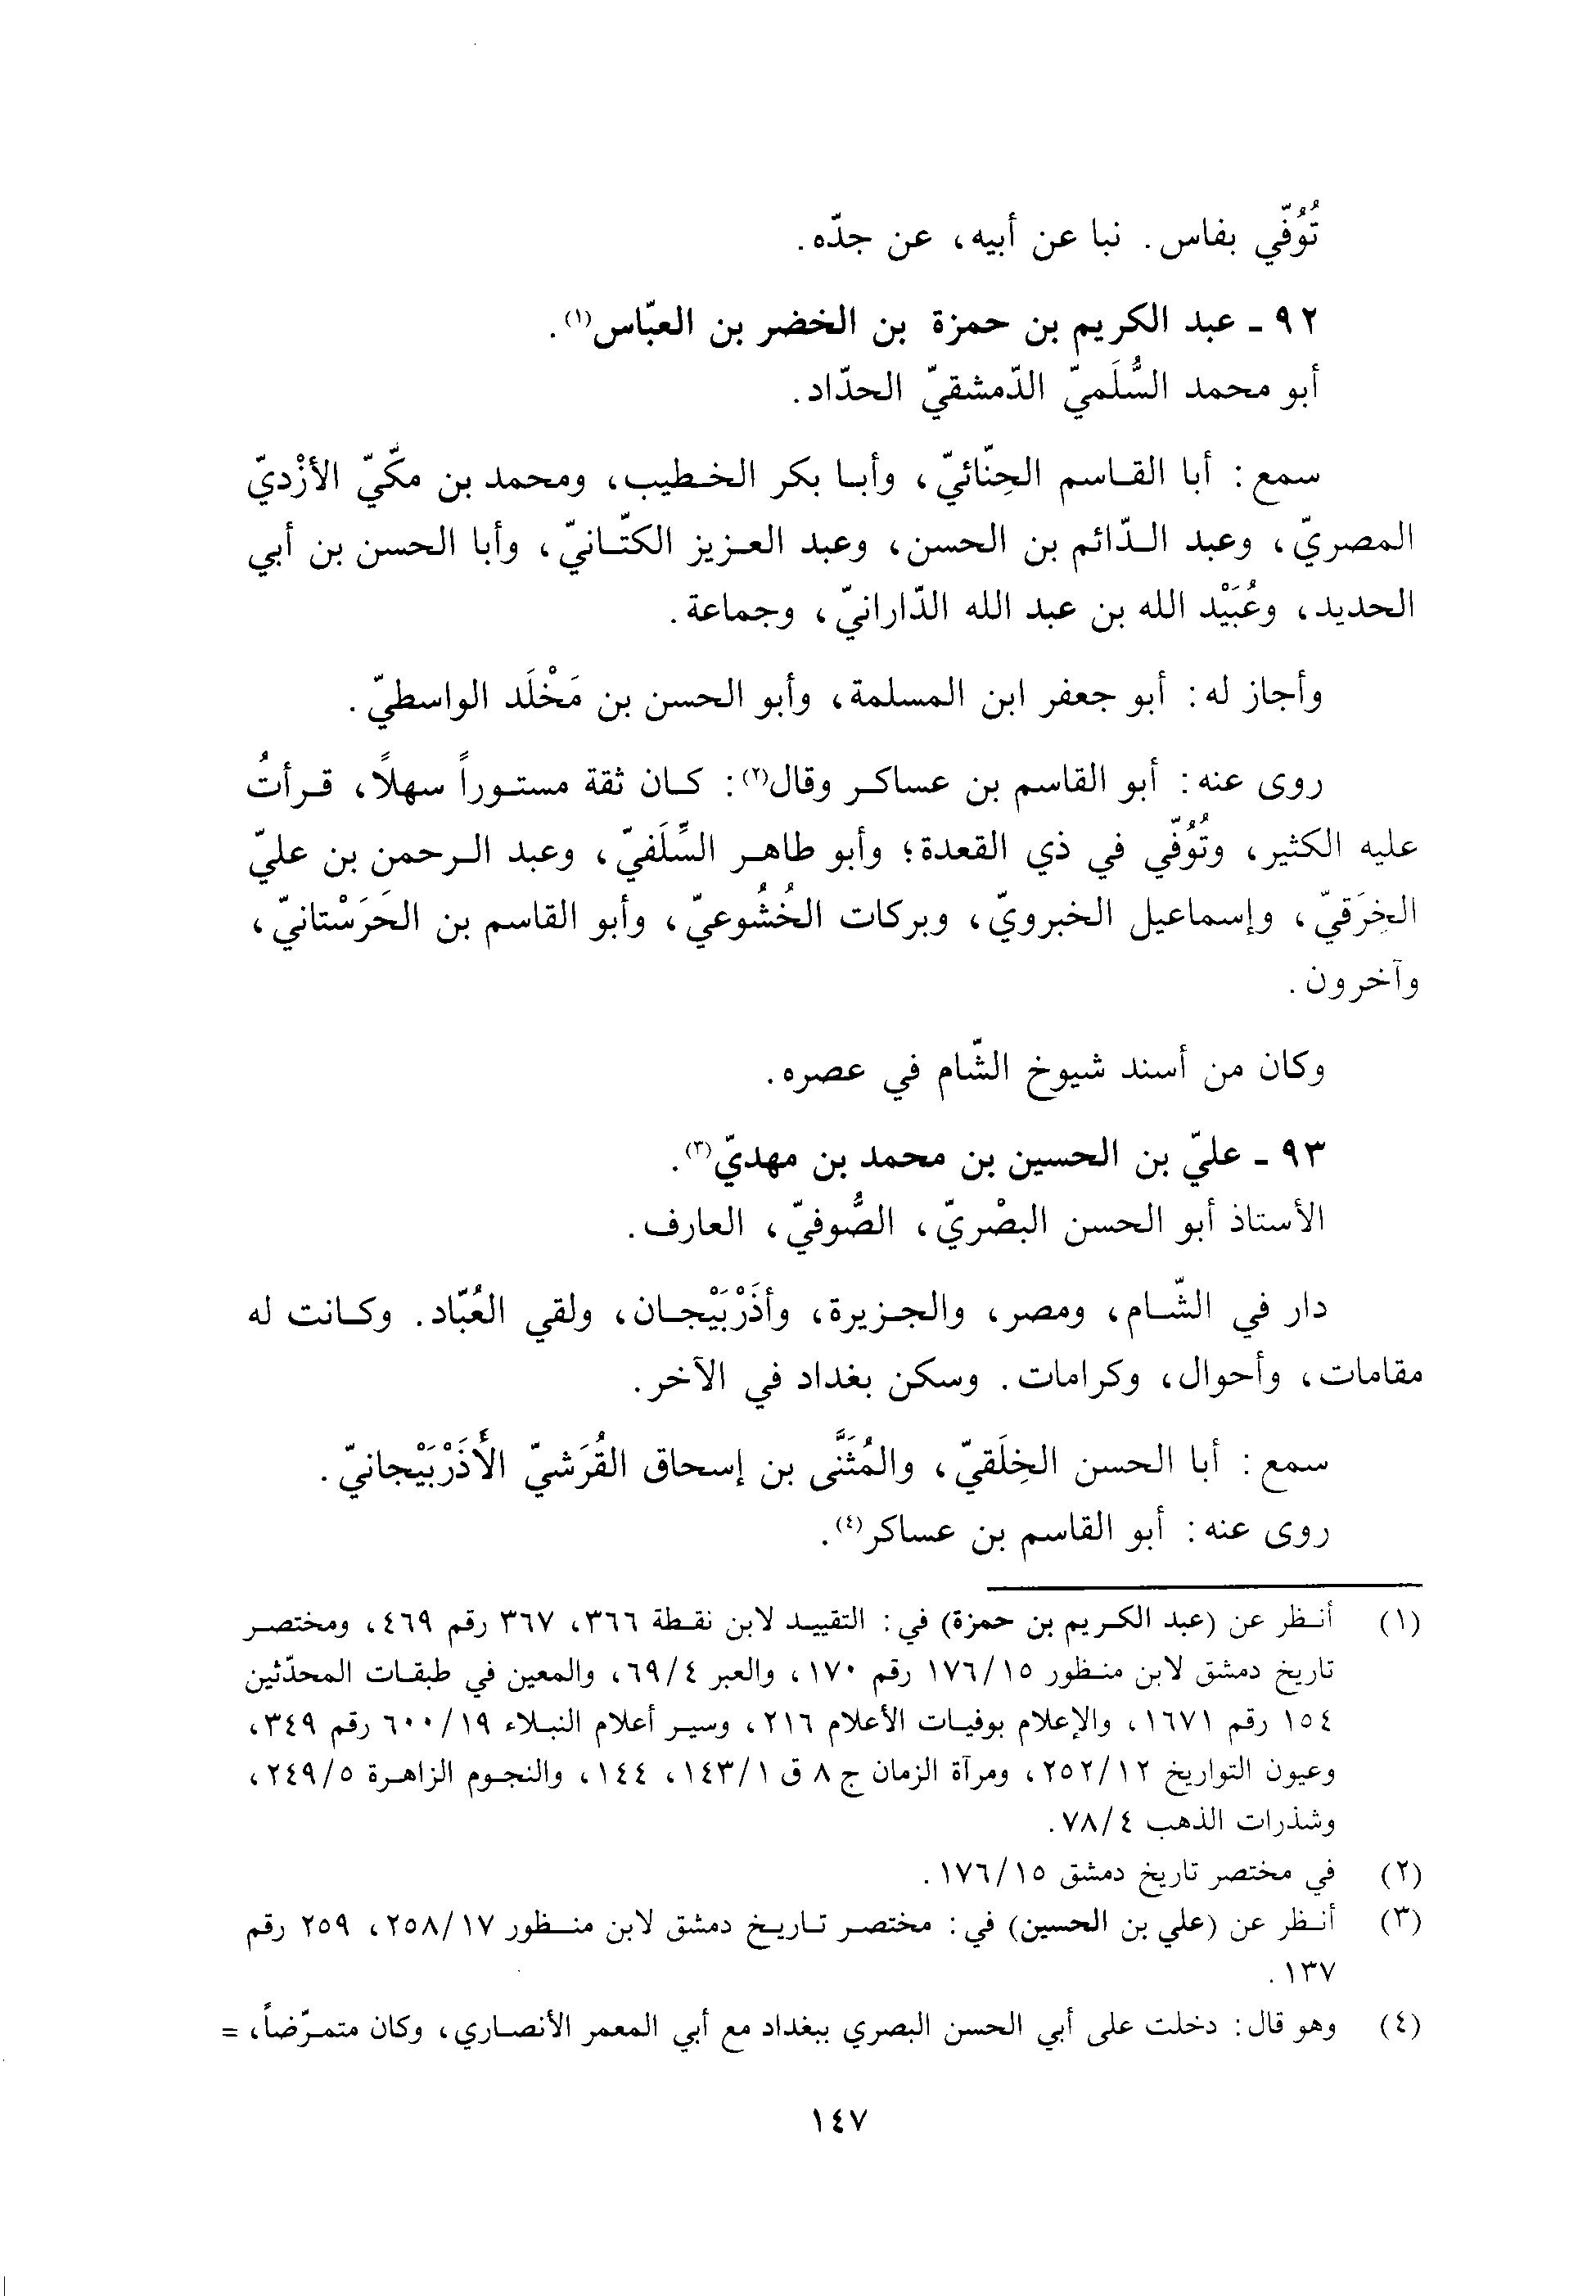 تُوُفّي بفاس. نبا عن أبيه، عن جدّه.
٩٢ ـ عبد الكريم بن حمزة بن الخضر بن العبّاس(١).
أبو محمد السُّلَميّ الدّمشقيّ الحدّاد.
سمع: أبا القاسم الحِنّائيّ، وأبا بكر الخطيب، ومحمد بن مكّيّ الأزْديّ
المصريّ، وعبد الدّائم بن الحسن، وعبد العزيز الكتّانيّ، وأبا الحسن بن أبي
الحديد، وعُبَيْد الله بن عبد الله الدّارانيّ، وجماعة.
وأجاز له: أبو جعفر ابن المسلمة، وأبو الحسن بن مَخْلَد الواسطيّ.
روى عنه: أبو القاسم بن عساكر وقال(٢): كان ثقة مستوراً سهلاً، قرأتُ
عليه الكثير، وتُوُفّي في ذي القعدة؛ وأبو طاهر السِّلَفيّ، وعبد الرحمن بن عليّ
الخِرَقيّ، وإسماعيل الخبرويّ، وبركات الخُشُوعيّ، وأبو القاسم بن الحَرَسْتانيّ،
وآخرون.
وكان من أسند شيوخ الشّام في عصره.
٩٣ ـ عليّ بن الحسين بن محمد بن مهديّ(٣).
الأستاذ أبو الحسن البصْريّ، الصُّوفيّ، العارف.
دار في الشّام، ومصر، والجزيرة، وأذَرْبَيْجان، ولقي العُبّاد. وكانت له
مقامات، وأحوال، وكرامات. وسكن بغداد في الآخر.
سمع: أبا الحسن الخِلَقيّ، والمُثَنَّى بن إسحاق القُرَشيّ الأَذَرْبَيْجانيّ.
روى عنه: أبو القاسم بن عساكر(٤).
(١) أنظر عن (عبد الكريم بن حمزة) في: التقييد لابن نقطة ٣٦٦، ٣٦٧ رقم ٤٦٩، ومختصر
تاريخ دمشق لابن منظور ١٧٦/١٥ رقم ١٧٠، والعبر ٦٩/٤، والمعين في طبقات المحدّثين
١٥٤ رقم ١٦٧١، والإعلام بوفيات الأعلام ٢١٦، وسير أعلام النبلاء ٦٠٠/١٩ رقم ٣٤٩،
وعيون التواريخ ٢٥٢/١٢، ومرآة الزمان ج ٨ ق ١٤٣/١، ١٤٤، والنجوم الزاهرة ٢٤٩/٥،
وشذرات الذهب ٧٨/٤.
(٢) في مختصر تاريخ دمشق ١٧٦/١٥.
(٣) أنظر عن (علي بن الحسين) في: مختصر تاريخ دمشق لابن منظور ٢٥٨/١٧، ٢٥٩ رقم
١٣٧.
(٤) وهو قال: دخلت على أبي الحسن البصري ببغداد مع أبي المعمر الأنصاري، وكان متمرّضاً، =
١٤٧